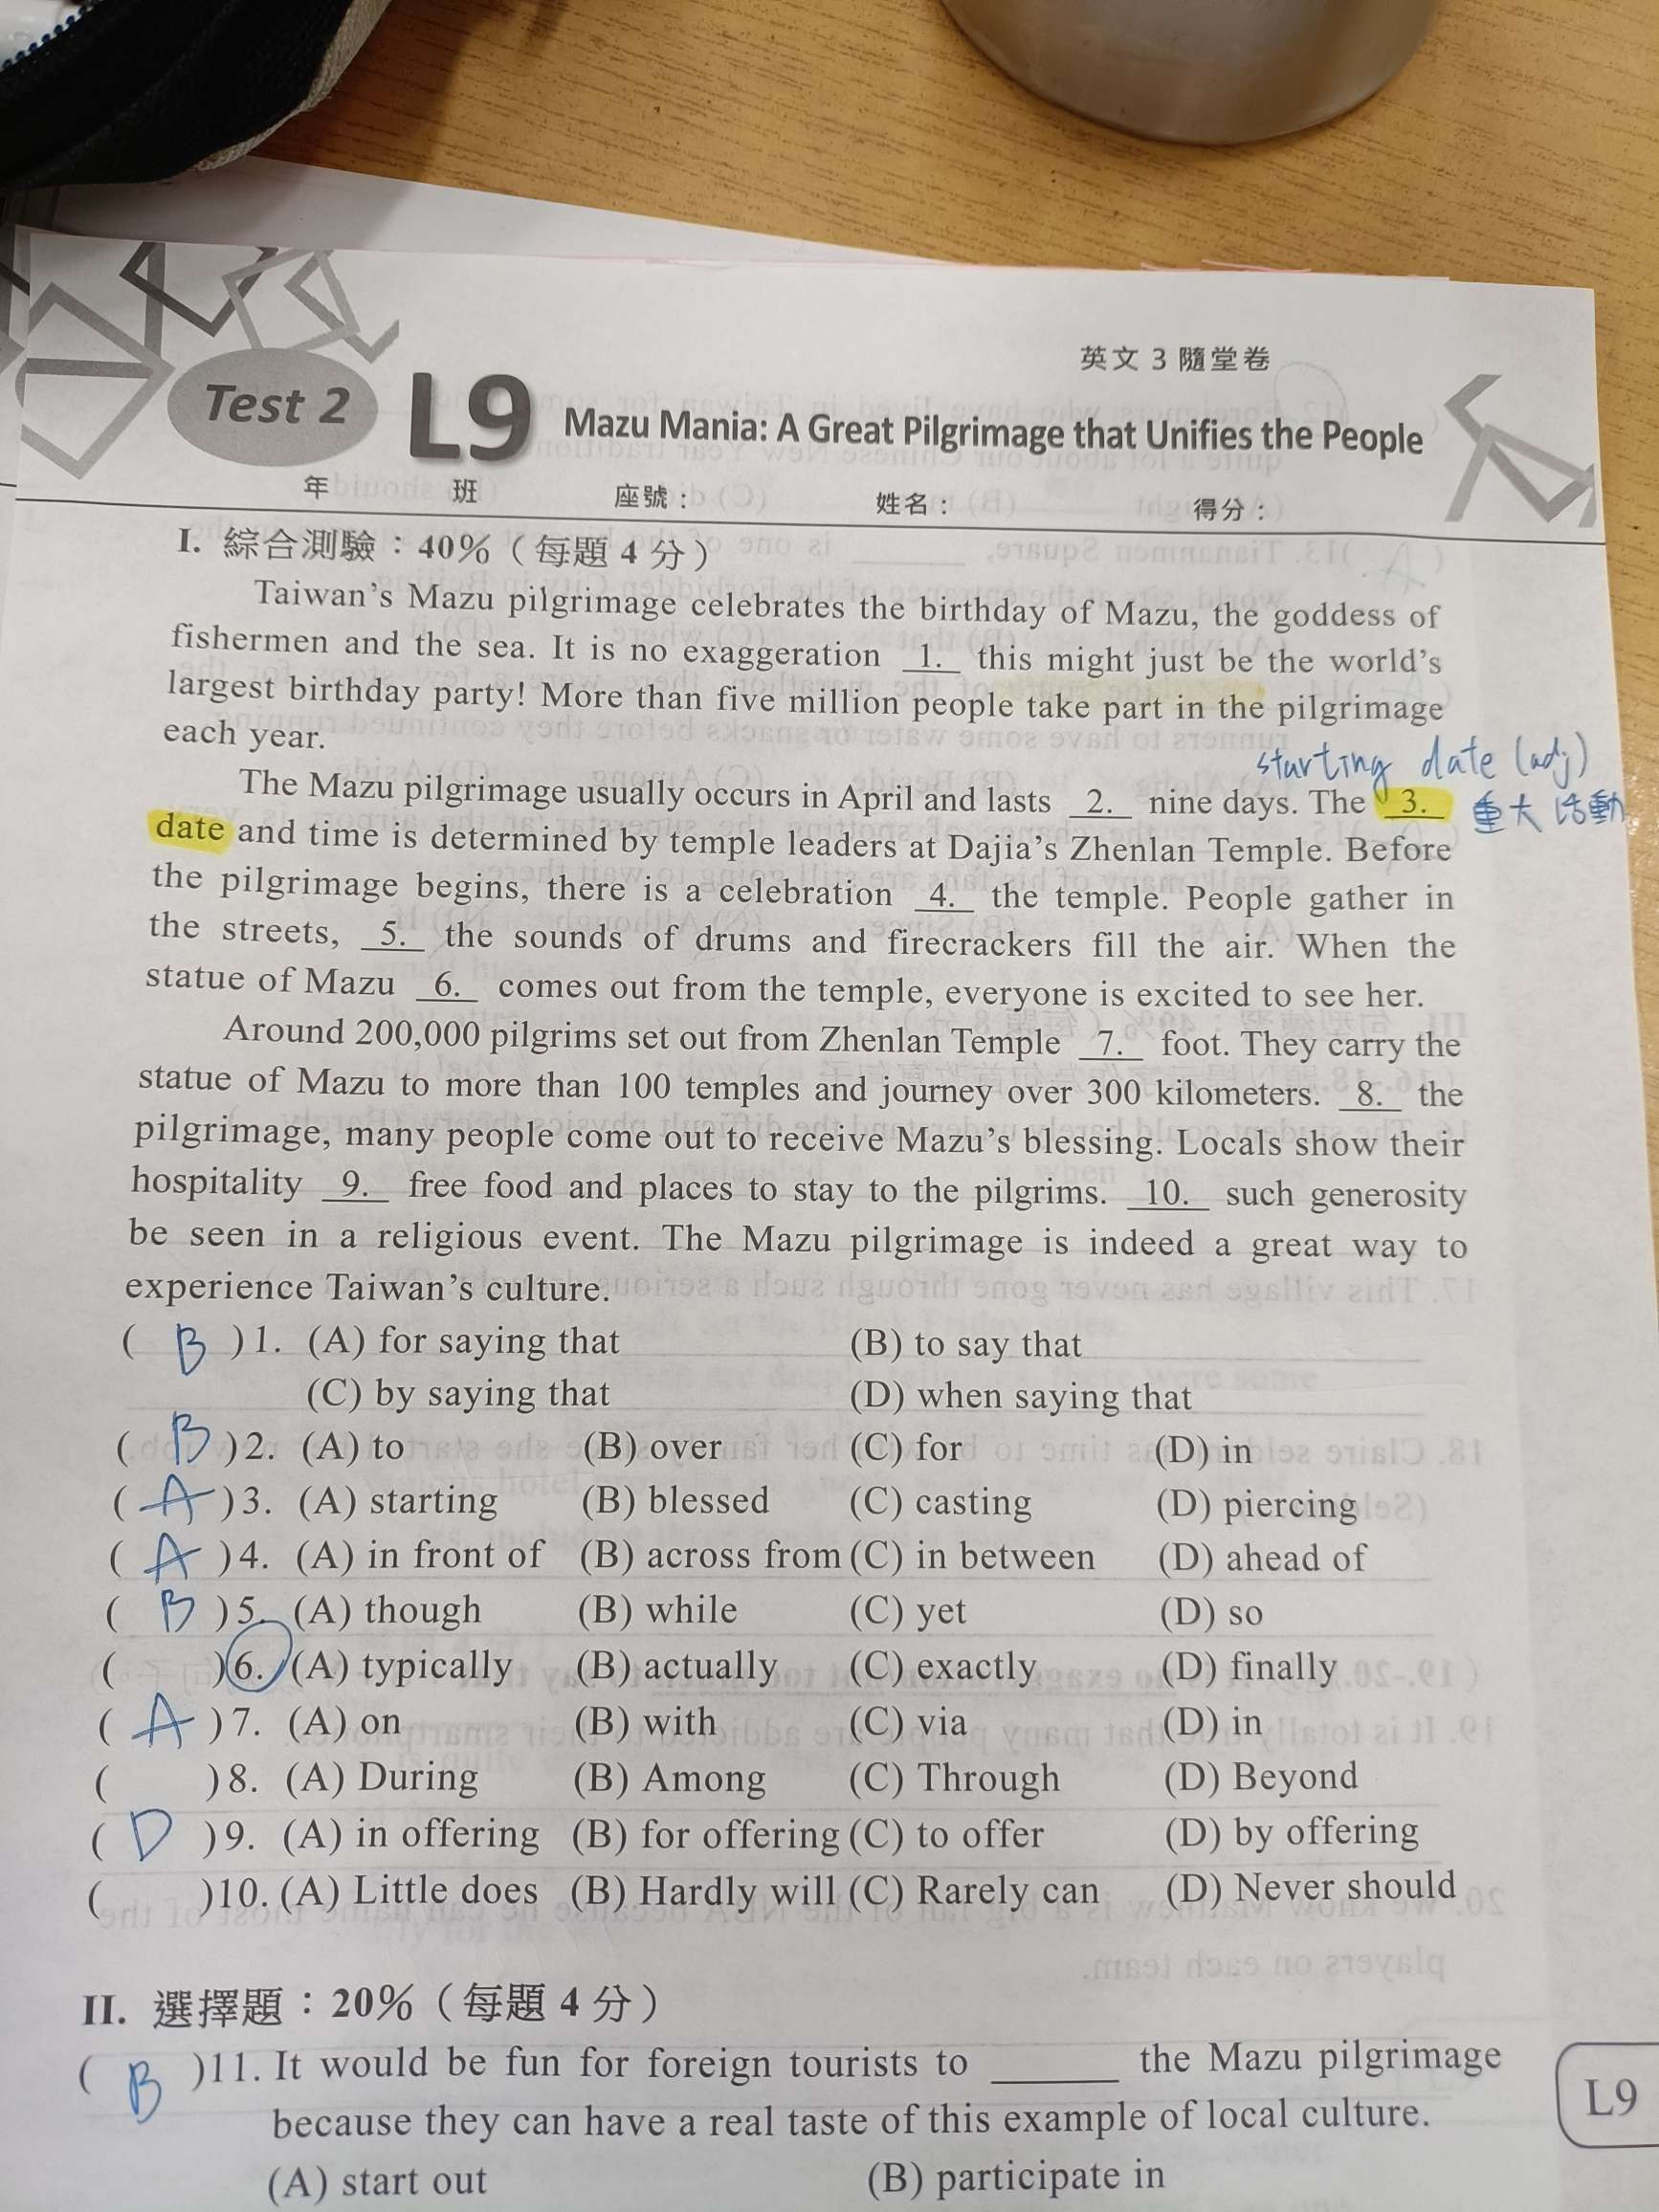 英文 3 隨堂卷
Test 2 L9 Mazu Mania: A Great Pilgrimage that Unifies the People
年 班 座號： 姓名： 得分：
I. 綜合測驗：40%（每題 4 分）
Taiwan's Mazu pilgrimage celebrates the birthday of Mazu, the goddess of
fishermen and the sea. It is no exaggeration 1. this might just be the world's
largest birthday party! More than five million people take part in the pilgrimage
each year.
starting date (adj)
The Mazu pilgrimage usually occurs in April and lasts 2. nine days. The 3. 重大活動
date and time is determined by temple leaders at Dajia's Zhenlan Temple. Before
the pilgrimage begins, there is a celebration 4. the temple. People gather in
the streets, 5. the sounds of drums and firecrackers fill the air. When the
statue of Mazu 6. comes out from the temple, everyone is excited to see her.
Around 200,000 pilgrims set out from Zhenlan Temple 7. foot. They carry the
statue of Mazu to more than 100 temples and journey over 300 kilometers. 8. the
pilgrimage, many people come out to receive Mazu's blessing. Locals show their
hospitality 9. free food and places to stay to the pilgrims. 10. such generosity
be seen in a religious event. The Mazu pilgrimage is indeed a great way to
experience Taiwan's culture.
( B )1. (A) for saying that (B) to say that
(C) by saying that (D) when saying that
( B )2. (A) to (B) over (C) for (D) in
( A )3. (A) starting (B) blessed (C) casting (D) piercing
( A )4. (A) in front of (B) across from (C) in between (D) ahead of
( B )5. (A) though (B) while (C) yet (D) so
( )6. (A) typically (B) actually (C) exactly (D) finally
( A )7. (A) on (B) with (C) via (D) in
( )8. (A) During (B) Among (C) Through (D) Beyond
( D )9. (A) in offering (B) for offering (C) to offer (D) by offering
( )10. (A) Little does (B) Hardly will (C) Rarely can (D) Never should
II. 選擇題：20%（每題 4 分）
( B )11. It would be fun for foreign tourists to ______ the Mazu pilgrimage
because they can have a real taste of this example of local culture.
(A) start out (B) participate in
L9